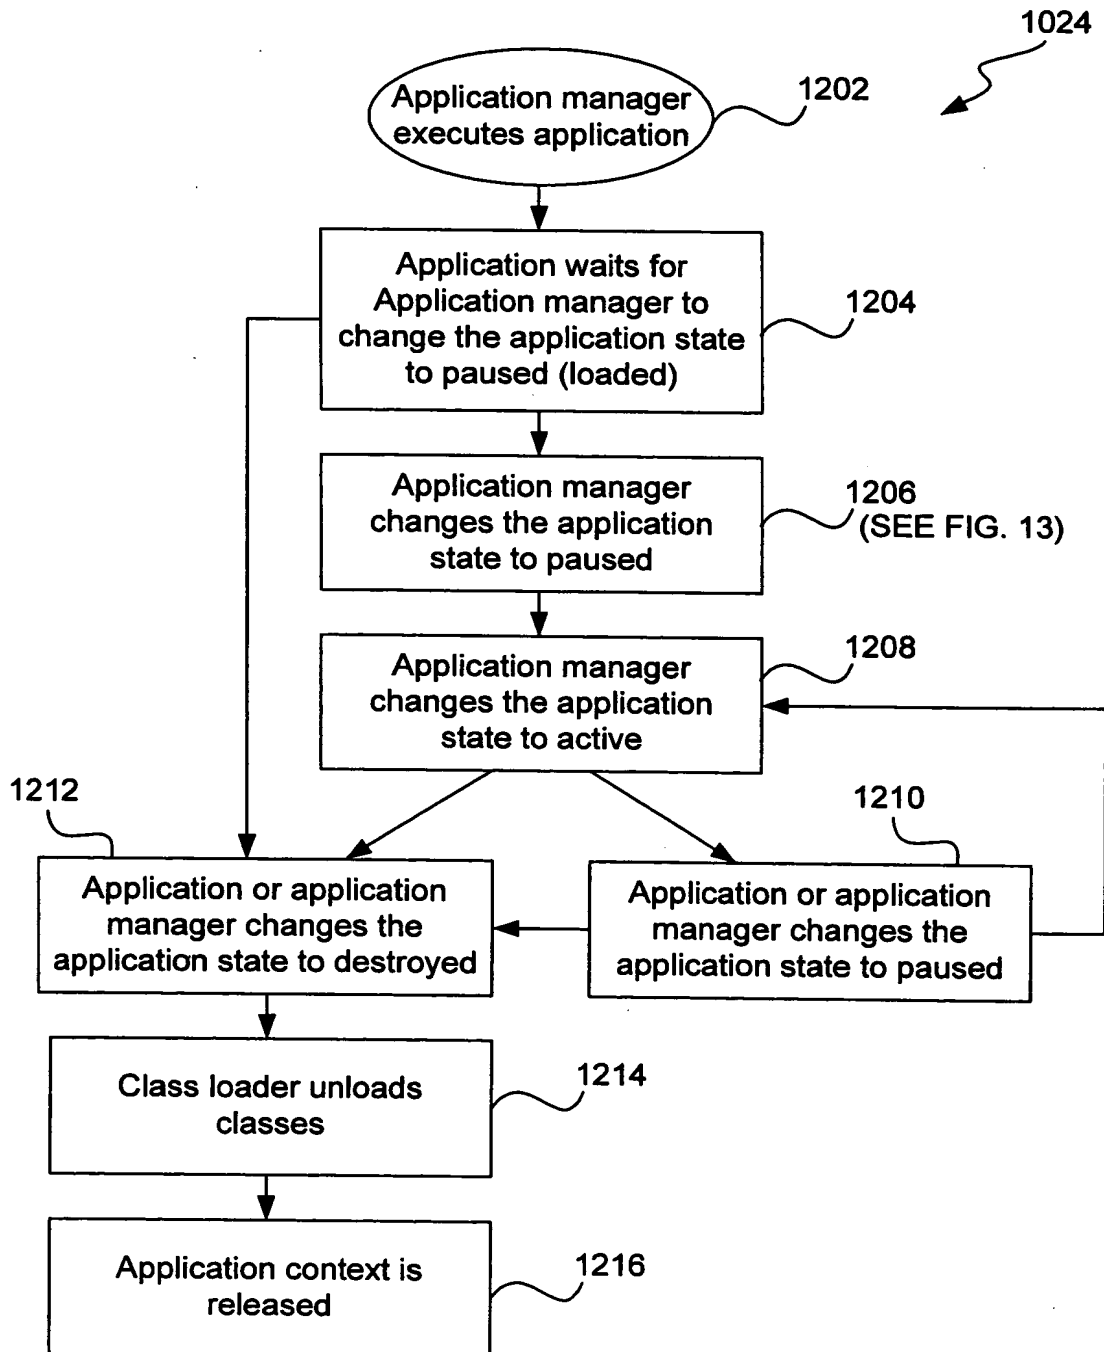 1024
Application manager
executes application
1202
Application waits for
Application manager to
change the application state
to paused (loaded)
1204
Application manager
changes the application
state to paused
1206
(SEE FIG. 13)
Application manager
changes the application
state to active
1208
1212
1210
Application or application
manager changes the
application state to destroyed
Application or application
manager changes the
application state to paused
Class loader unloads
classes
1214
Application context is
released
1216